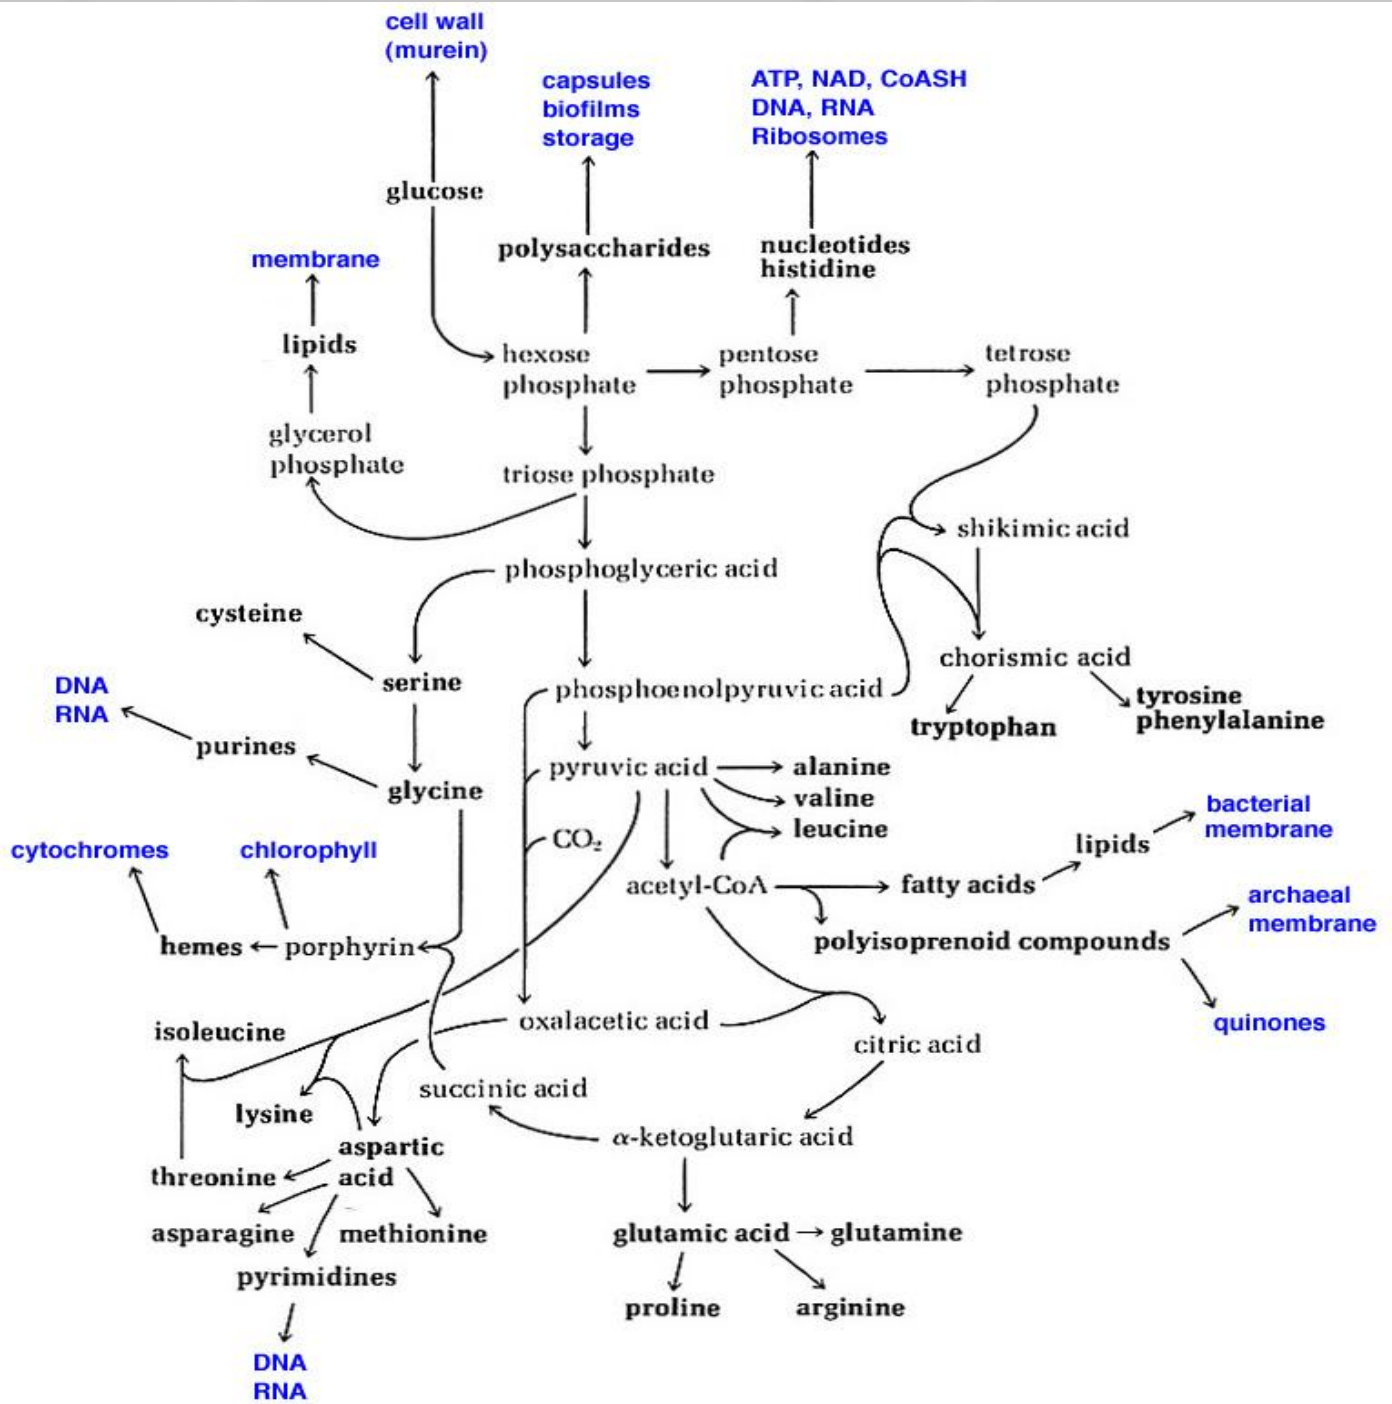 cell wall
(murein)
capsules
biofilms
storage
ATP, NAD, CoASH
DNA, RNA
Ribosomes
glucose
polysaccharides
nucleotides
histidine
membrane
lipids
hexose
phosphate
pentose
phosphate
tetrose
phosphate
glycerol
phosphate
triose phosphate
shikimic acid
phosphoglyceric acid
cysteine
chorismic acid
serine
phosphoenolpyruvic acid
DNA
RNA
tyrosine
phenylalanine
tryptophan
purines
pyruvic acid
alanine
glycine
valine
leucine
bacterial
membrane
CO₂
lipids
cytochromes
chlorophyll
acetyl-CoA
fatty acids
archaeal
membrane
hemes
porphyrin
polyisoprenoid compounds
isoleucine
oxalacetic acid
quinones
citric acid
succinic acid
lysine
α-ketoglutaric acid
aspartic
acid
threonine
asparagine
methionine
glutamic acid
glutamine
pyrimidines
proline
arginine
DNA
RNA